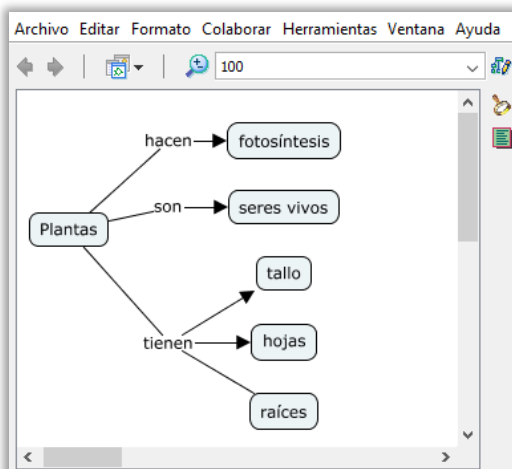 Archivo Editar Formato Colaborar Herramientas Ventana Ayuda
100
hacen
fotosíntesis
son
seres vivos
Plantas
tallo
tienen
hojas
raíces